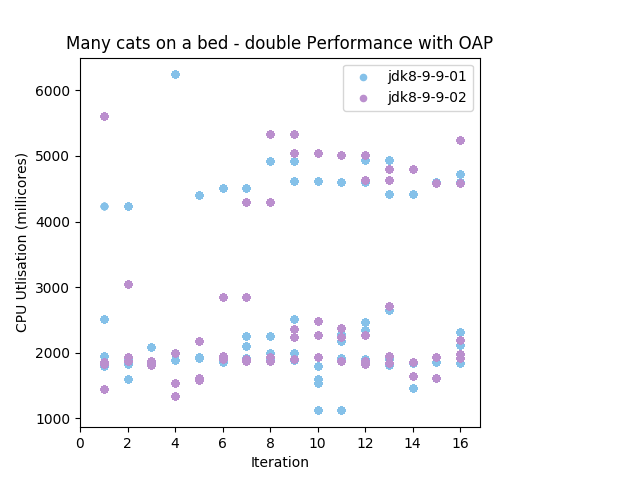 Many cats on a bed - double Performance with OAP
jdk8-9-9-01
jdk8-9-9-02
CPU Utlisation (millicores)
6000
5000
4000
3000
2000
1000
0 2 4 6 8 10 12 14 16
Iteration